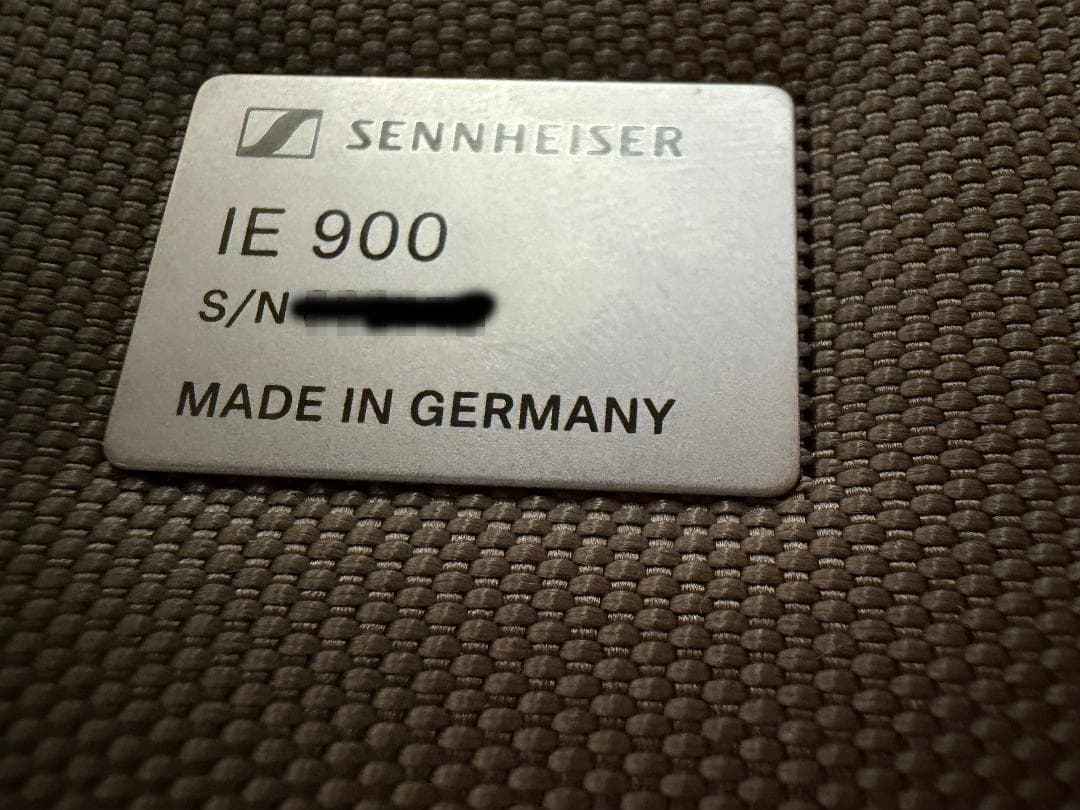 SENNHEISER
IE 900
S/N
MADE IN GERMANY